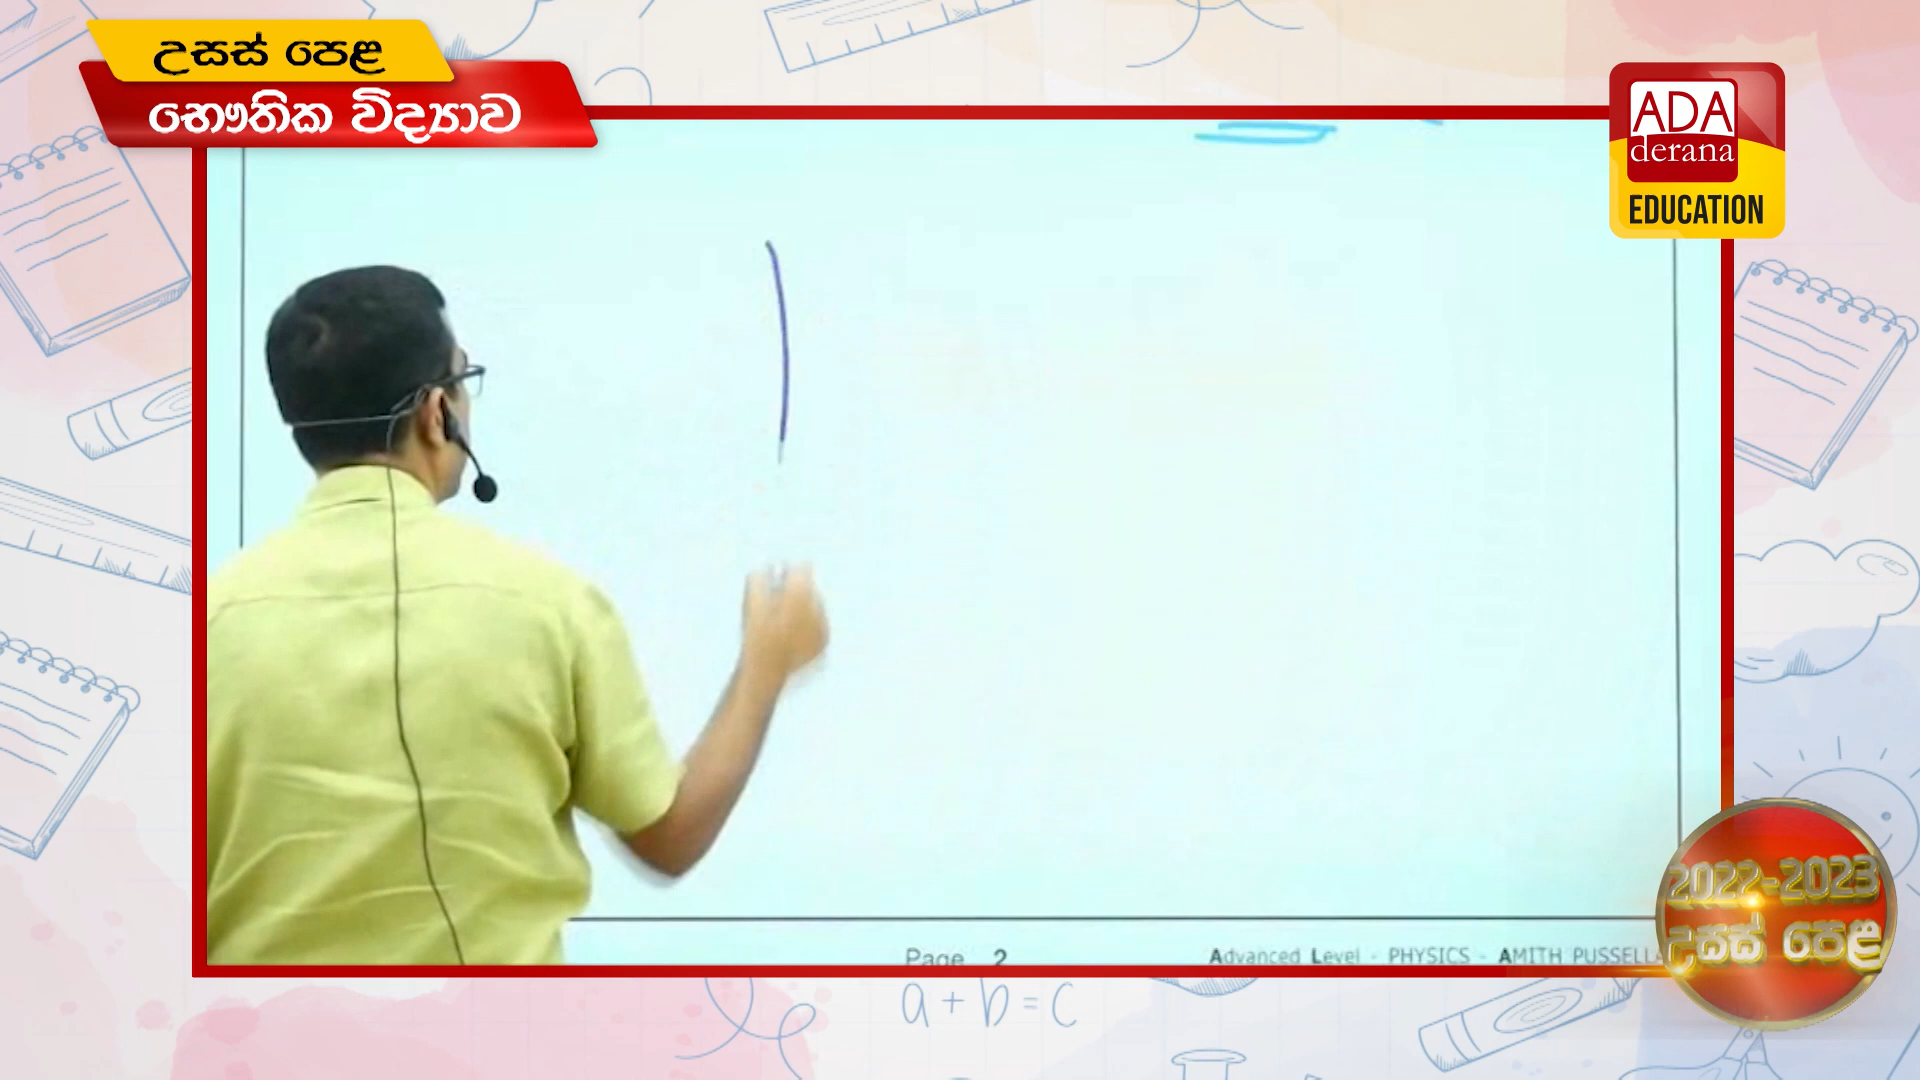 උසස් පෙළ
භෞතික විද්‍යාව
ADA
derana
EDUCATION
2022-2023
උසස් පෙළ
Page 2
Advanced Level - PHYSICS - AMITH PUSSELLA
a + b = c